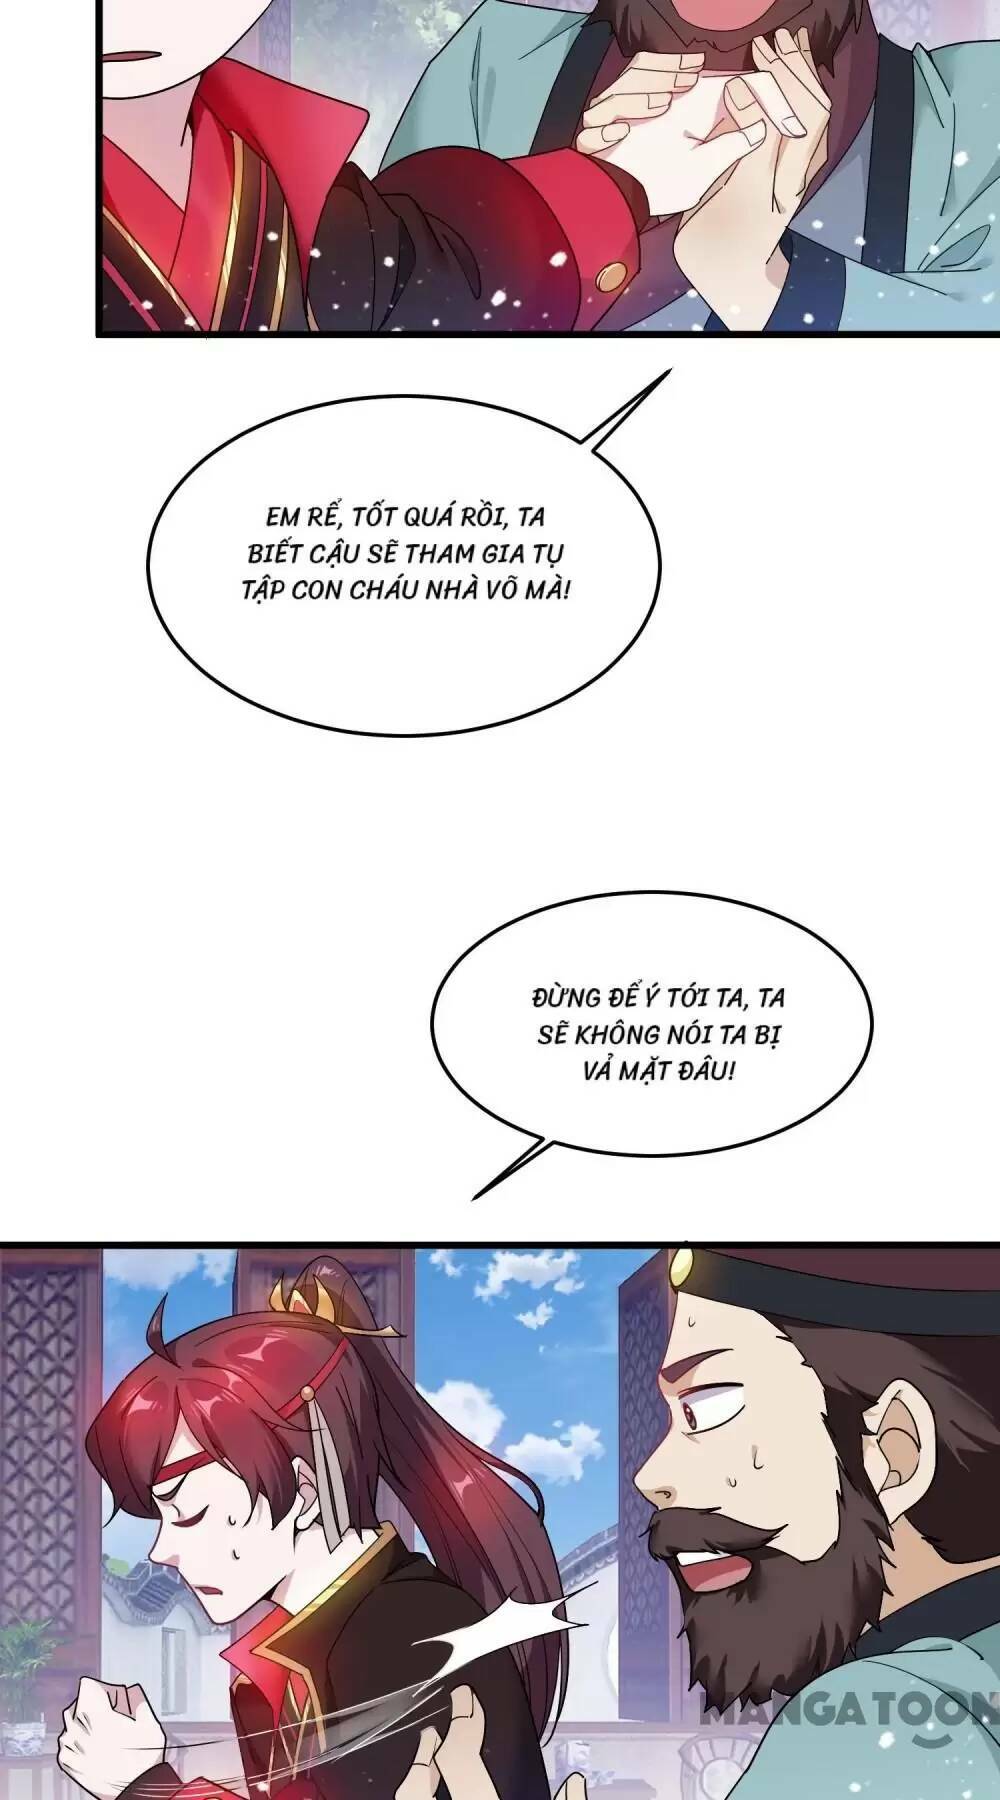 EM RỂ, TỐT QUÁ RỒI, TA
BIẾT CẬU SẼ THAM GIA TỤ
TẬP CON CHÁU NHÀ VÕ MÀ!
ĐỪNG ĐỂ Ý TỚI TA, TA
SẼ KHÔNG NÓI TA BỊ
VẢ MẶT ĐÂU!
MANGATOON